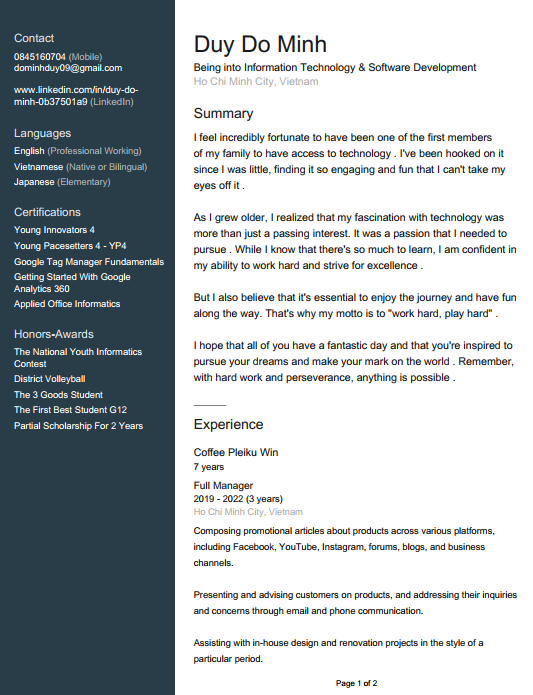 Contact
0845160704 (Mobile)
dominhduy09@gmail.com
www.linkedin.com/in/duy-do-
minh-0b37501a9 (LinkedIn)
Languages
English (Professional Working)
Vietnamese (Native or Bilingual)
Japanese (Elementary)
Certifications
Young Innovators 4
Young Pacesetters 4 - YP4
Google Tag Manager Fundamentals
Getting Started With Google
Analytics 360
Applied Office Informatics
Honors-Awards
The National Youth Informatics
Contest
District Volleyball
The 3 Goods Student
The First Best Student G12
Partial Scholarship For 2 Years
Duy Do Minh
Being into Information Technology & Software Development
Ho Chi Minh City, Vietnam
Summary
I feel incredibly fortunate to have been one of the first members
of my family to have access to technology . I've been hooked on it
since I was little, finding it so engaging and fun that I can't take my
eyes off it .
As I grew older, I realized that my fascination with technology was
more than just a passing interest. It was a passion that I needed to
pursue . While I know that there's so much to learn, I am confident in
my ability to work hard and strive for excellence .
But I also believe that it's essential to enjoy the journey and have fun
along the way. That's why my motto is to "work hard, play hard" .
I hope that all of you have a fantastic day and that you're inspired to
pursue your dreams and make your mark on the world . Remember,
with hard work and perseverance, anything is possible .
Experience
Coffee Pleiku Win
7 years
Full Manager
2019 - 2022 (3 years)
Ho Chi Minh City, Vietnam
Composing promotional articles about products across various platforms,
including Facebook, YouTube, Instagram, forums, blogs, and business
channels.
Presenting and advising customers on products, and addressing their inquiries
and concerns through email and phone communication.
Assisting with in-house design and renovation projects in the style of a
particular period.
Page 1 of 2